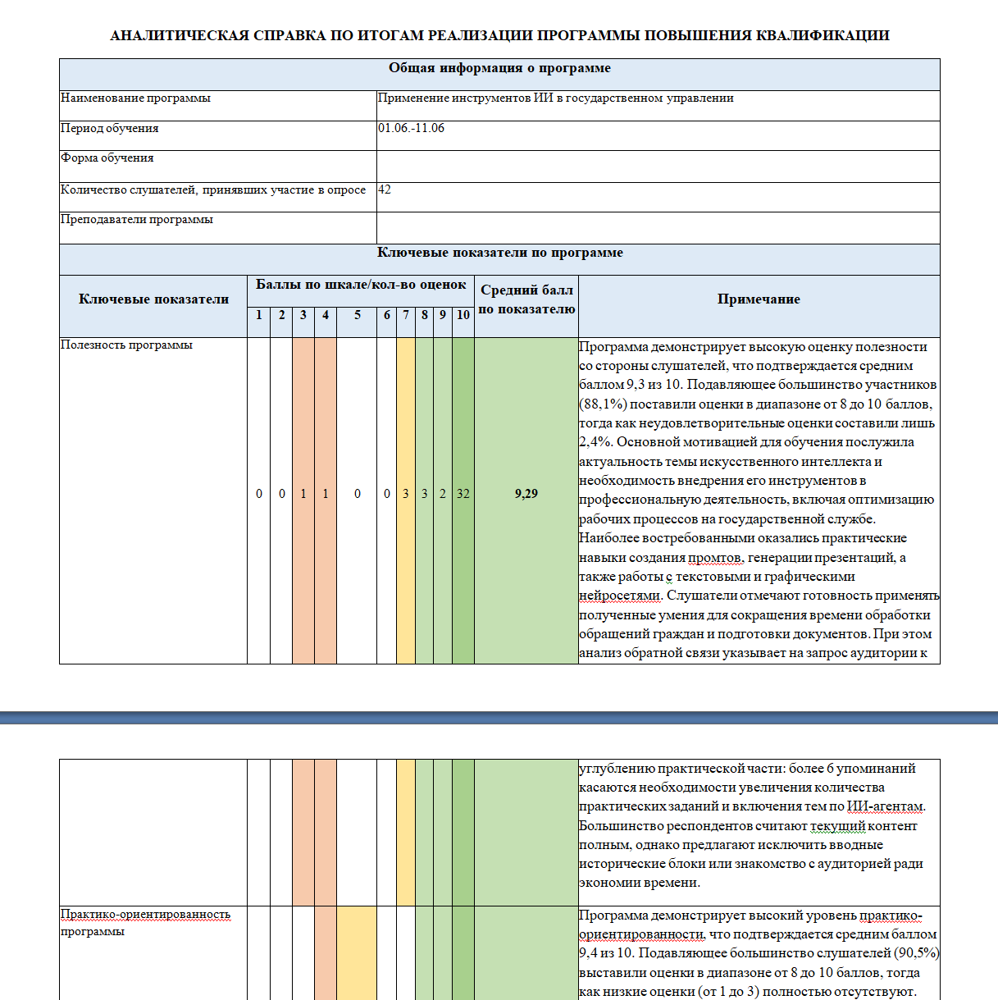 АНАЛИТИЧЕСКАЯ СПРАВКА ПО ИТОГАМ РЕАЛИЗАЦИИ ПРОГРАММЫ ПОВЫШЕНИЯ КВАЛИФИКАЦИИ
Общая информация о программе
Наименование программы Применение инструментов ИИ в государственном управлении
Период обучения 01.06.-11.06
Форма обучения
Количество слушателей, принявших участие в опросе 42
Преподаватели программы
Ключевые показатели по программе
Ключевые показатели
Баллы по шкале/кол-во оценок
1 2 3 4 5 6 7 8 9 10
Средний балл
по показателю
Примечание
Полезность программы
0 0 1 1 0 0 3 3 2 32
9,29
Программа демонстрирует высокую оценку полезности
со стороны слушателей, что подтверждается средним
баллом 9,3 из 10. Подавляющее большинство участников
(88,1%) поставили оценки в диапазоне от 8 до 10 баллов,
тогда как неудовлетворительные оценки составили лишь
2,4%. Основной мотивацией для обучения послужила
актуальность темы искусственного интеллекта и
необходимость внедрения его инструментов в
профессиональную деятельность, включая оптимизацию
рабочих процессов на государственной службе.
Наиболее востребованными оказались практические
навыки создания промтов, генерации презентаций, а
также работы с текстовыми и графическими
нейросетями. Слушатели отмечают готовность применять
полученные умения для сокращения времени обработки
обращений граждан и подготовки документов. При этом
анализ обратной связи указывает на запрос аудитории к
углублению практической части: более 6 упоминаний
касаются необходимости увеличения количества
практических заданий и включения тем по ИИ-агентам.
Большинство респондентов считают текущий контент
полным, однако предлагают исключить вводные
исторические блоки или знакомство с аудиторией ради
экономии времени.
Практико-ориентированность
программы
Программа демонстрирует высокий уровень практико-
ориентированности, что подтверждается средним баллом
9,4 из 10. Подавляющее большинство слушателей (90,5%)
выставили оценки в диапазоне от 8 до 10 баллов, тогда
как низкие оценки (от 1 до 3) полностью отсутствуют.